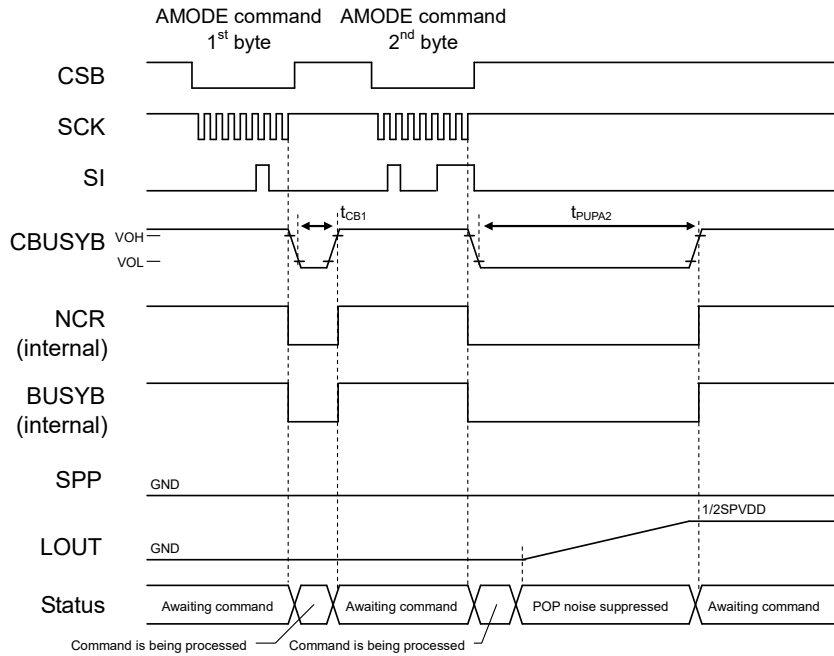 AMODE command
1st byte
AMODE command
2nd byte
CSB
SCK
SI
tCB1
tPUPA2
CBUSYB
VOH
VOL
NCR
(internal)
BUSYB
(internal)
SPP
GND
1/2SPVDD
LOUT
GND
Status
Awaiting command
Awaiting command
POP noise suppressed
Awaiting command
Command is being processed
Command is being processed